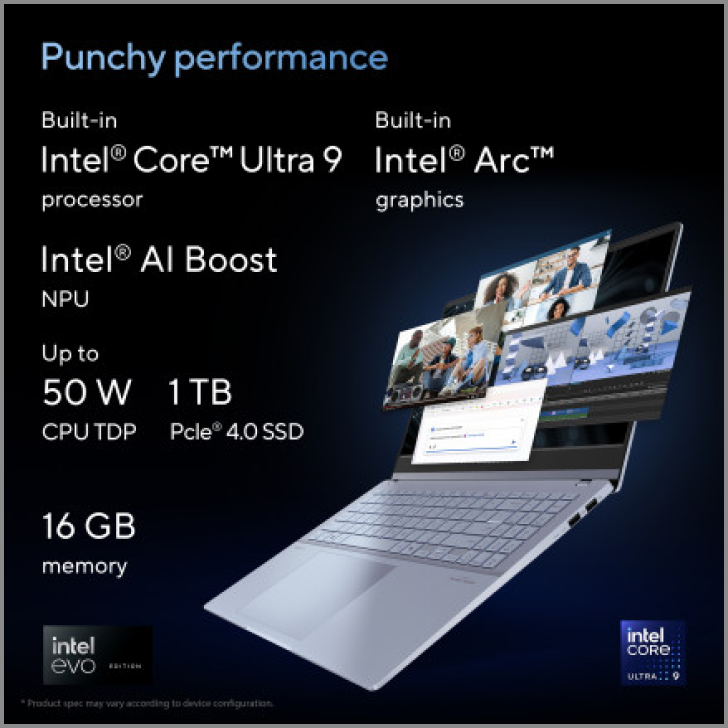 Punchy performance
Built-in
Intel® Core™ Ultra 9
processor
Built-in
Intel® Arc™
graphics
Intel® AI Boost
NPU
Up to
50 W
CPU TDP
1 TB
PcIe® 4.0 SSD
16 GB
memory
intel
evo EDITION
intel
CORE
ULTRA 9
* Product spec may vary according to device configuration.